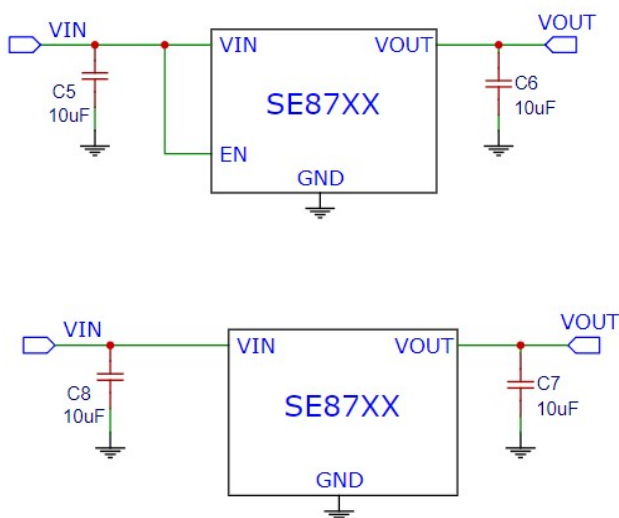 VIN
VIN
VOUT
VOUT
C5
10uF
SE87XX
C6
10uF
EN
GND
VIN
VIN
VOUT
VOUT
C8
10uF
SE87XX
C7
10uF
GND